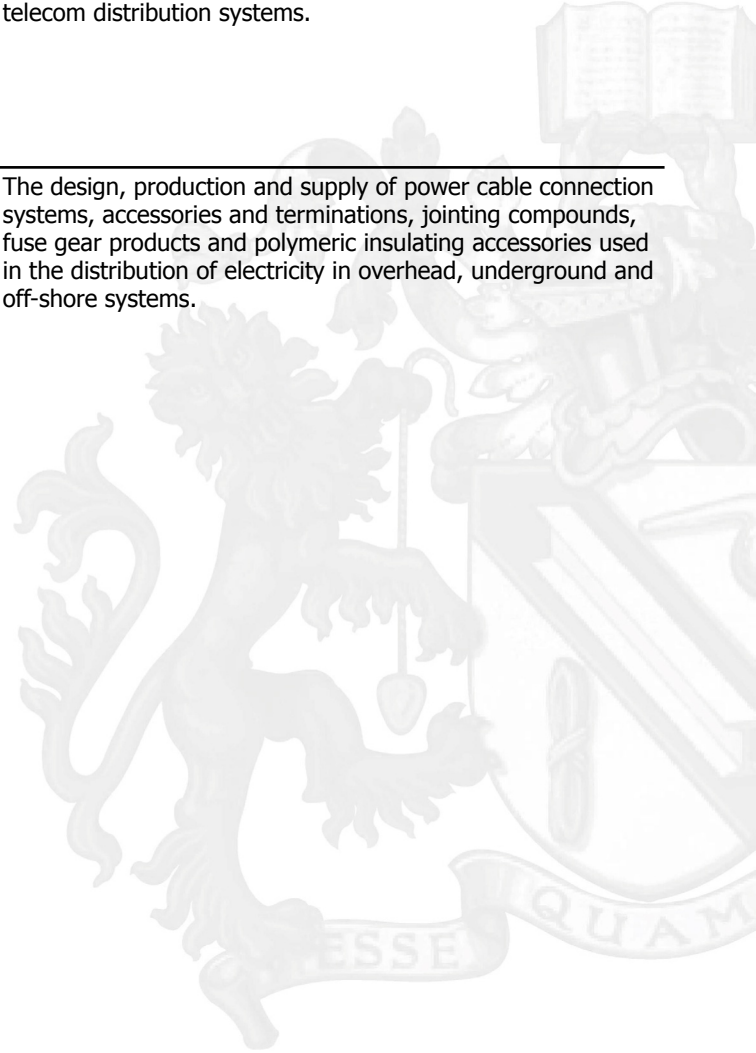 telecom distribution systems.
The design, production and supply of power cable connection
systems, accessories and terminations, jointing compounds,
fuse gear products and polymeric insulating accessories used
in the distribution of electricity in overhead, underground and
off-shore systems.
ESSE QUAM